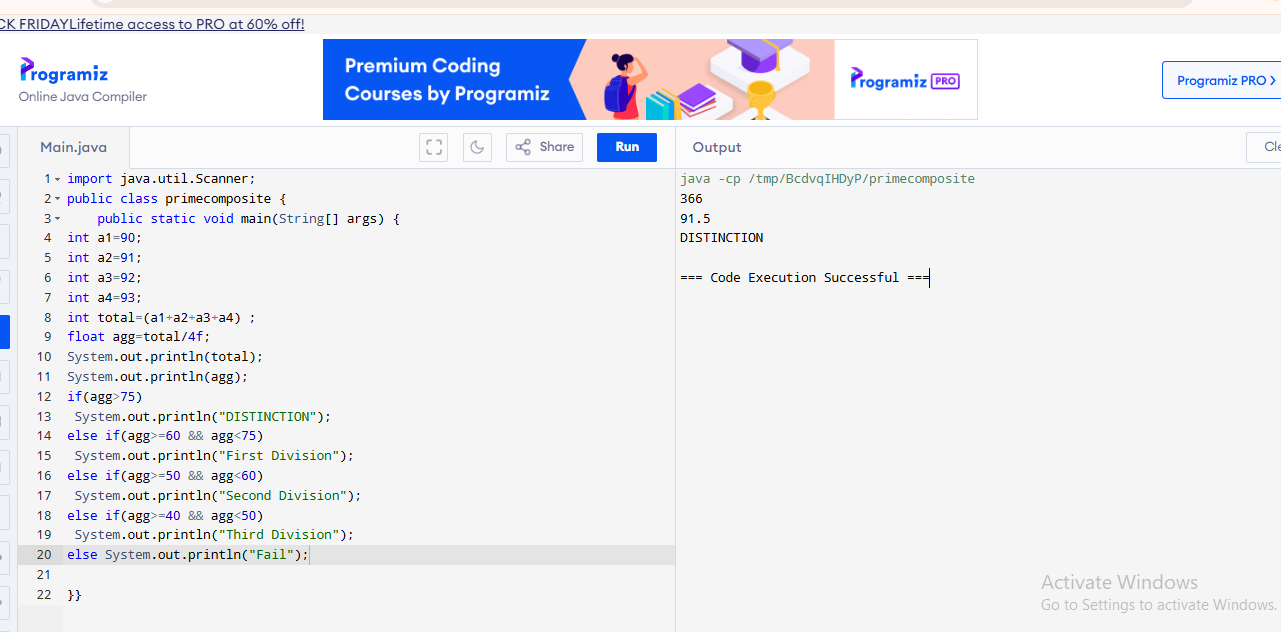 CK FRIDAYLifetime access to PRO at 60% off!
Programiz
Online Java Compiler
Premium Coding
Courses by Programiz
Programiz PRO
Programiz PRO >
Main.java
Share
Run
Output
Cle
1 import java.util.Scanner;
2 public class primecomposite {
3     public static void main(String[] args) {
4 int a1=90;
5 int a2=91;
6 int a3=92;
7 int a4=93;
8 int total=(a1+a2+a3+a4) ;
9 float agg=total/4f;
10 System.out.println(total);
11 System.out.println(agg);
12 if(agg>75)
13  System.out.println("DISTINCTION");
14 else if(agg>=60 && agg<75)
15  System.out.println("First Division");
16 else if(agg>=50 && agg<60)
17  System.out.println("Second Division");
18 else if(agg>=40 && agg<50)
19  System.out.println("Third Division");
20 else System.out.println("Fail");
21
22 }}
java -cp /tmp/BcdvqIHDyP/primecomposite
366
91.5
DISTINCTION
=== Code Execution Successful ===
Activate Windows
Go to Settings to activate Windows.